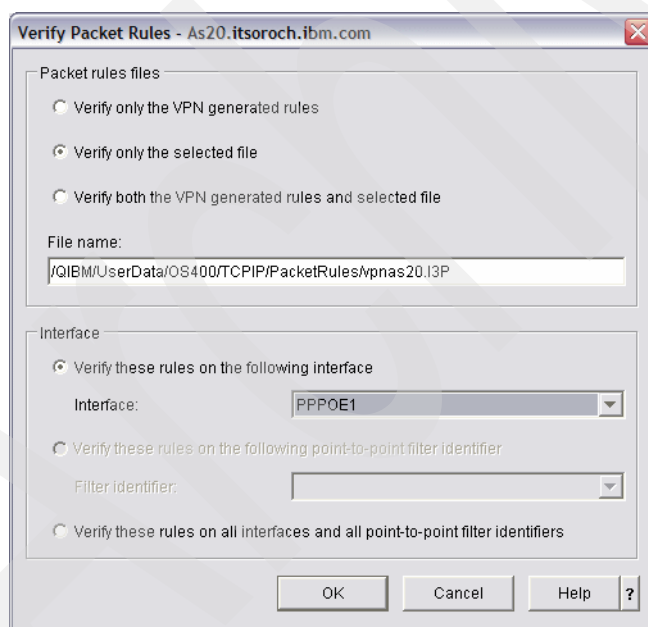 Verify Packet Rules - As20.itsoroch.ibm.com
Packet rules files
Verify only the VPN generated rules
Verify only the selected file
Verify both the VPN generated rules and selected file
File name:
/QIBM/UserData/OS400/TCPIP/PacketRules/vpnas20.I3P
Interface
Verify these rules on the following interface
Interface: PPPOE1
Verify these rules on the following point-to-point filter identifier
Filter identifier:
Verify these rules on all interfaces and all point-to-point filter identifiers
OK Cancel Help ?